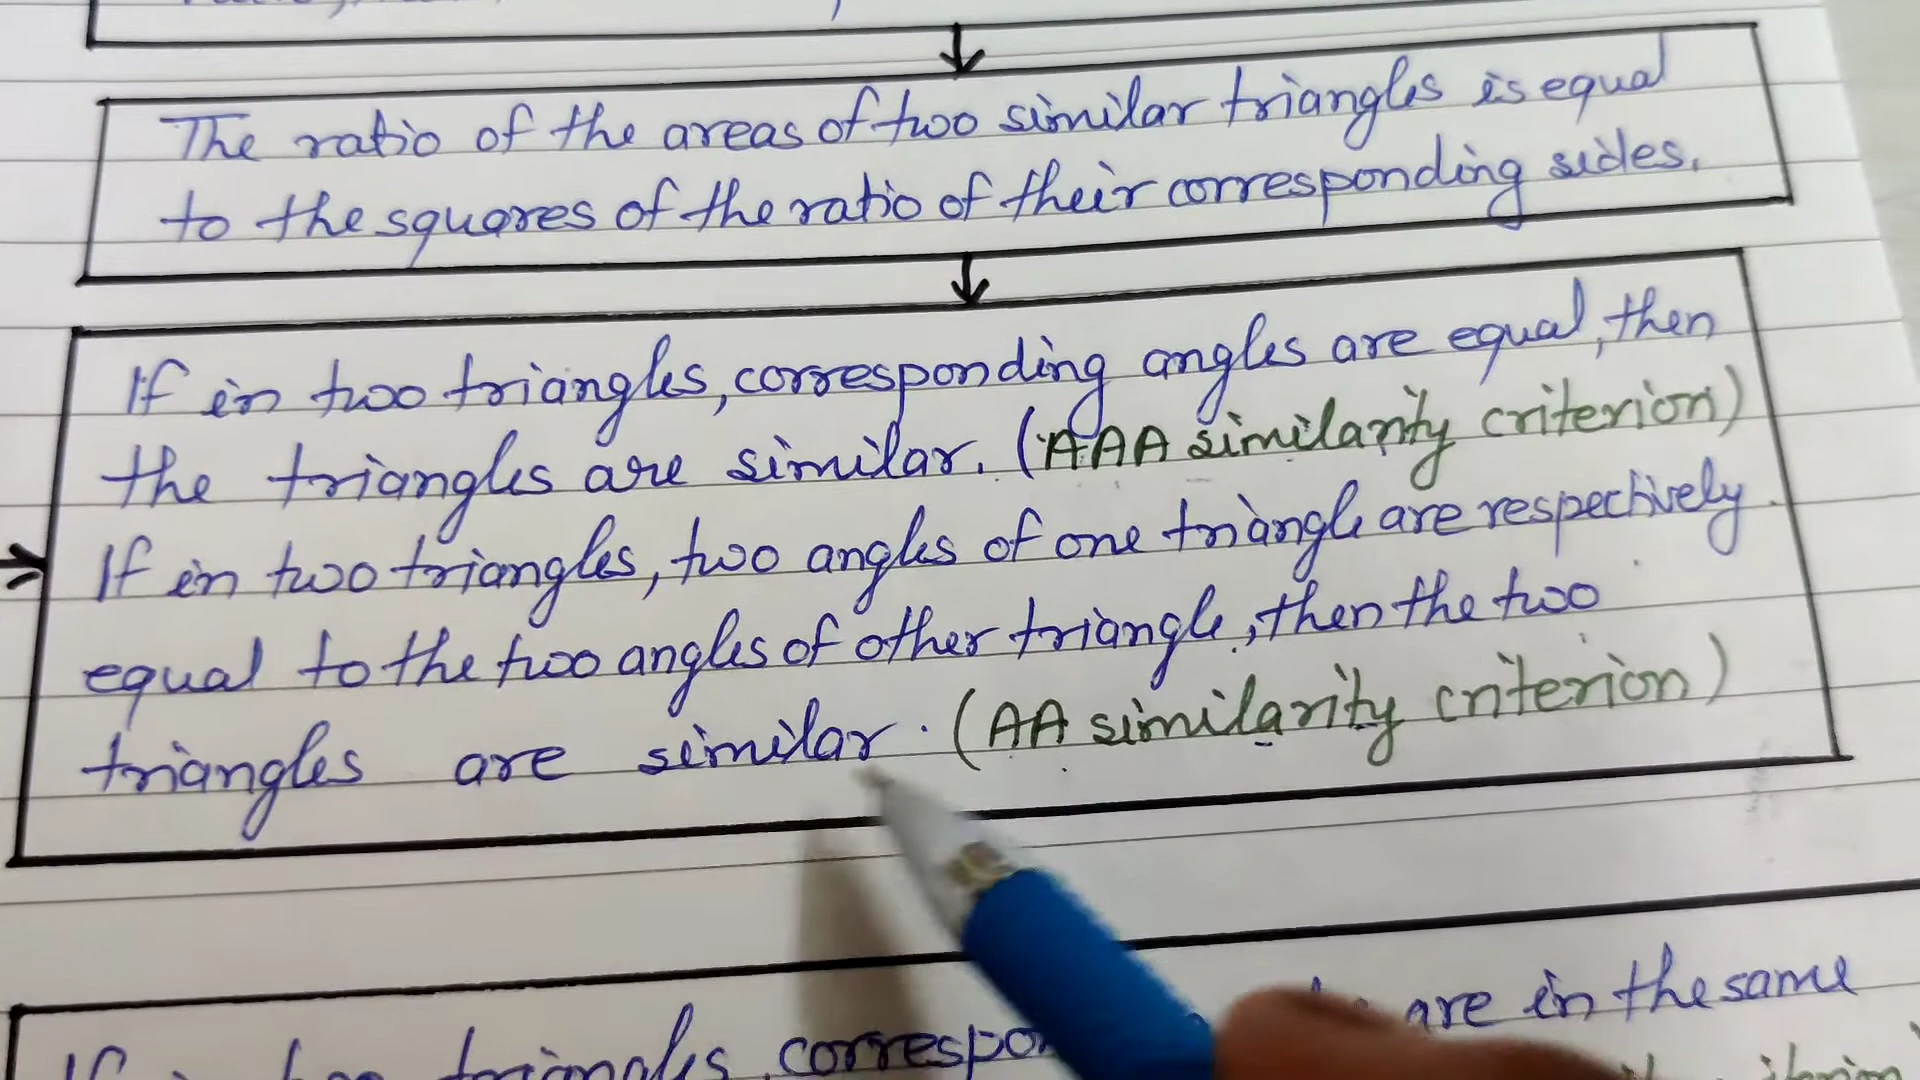 The ratio of the areas of two similar triangles is equal
to the squares of the ratio of their corresponding sides.
If in two triangles, corresponding angles are equal, then
the triangles are similar. (AAA similarity criterion)
If in two triangles, two angles of one triangle are respectively
equal to the two angles of other triangle, then the two
triangles are similar. (AA similarity criterion)
If triangles, are in the same